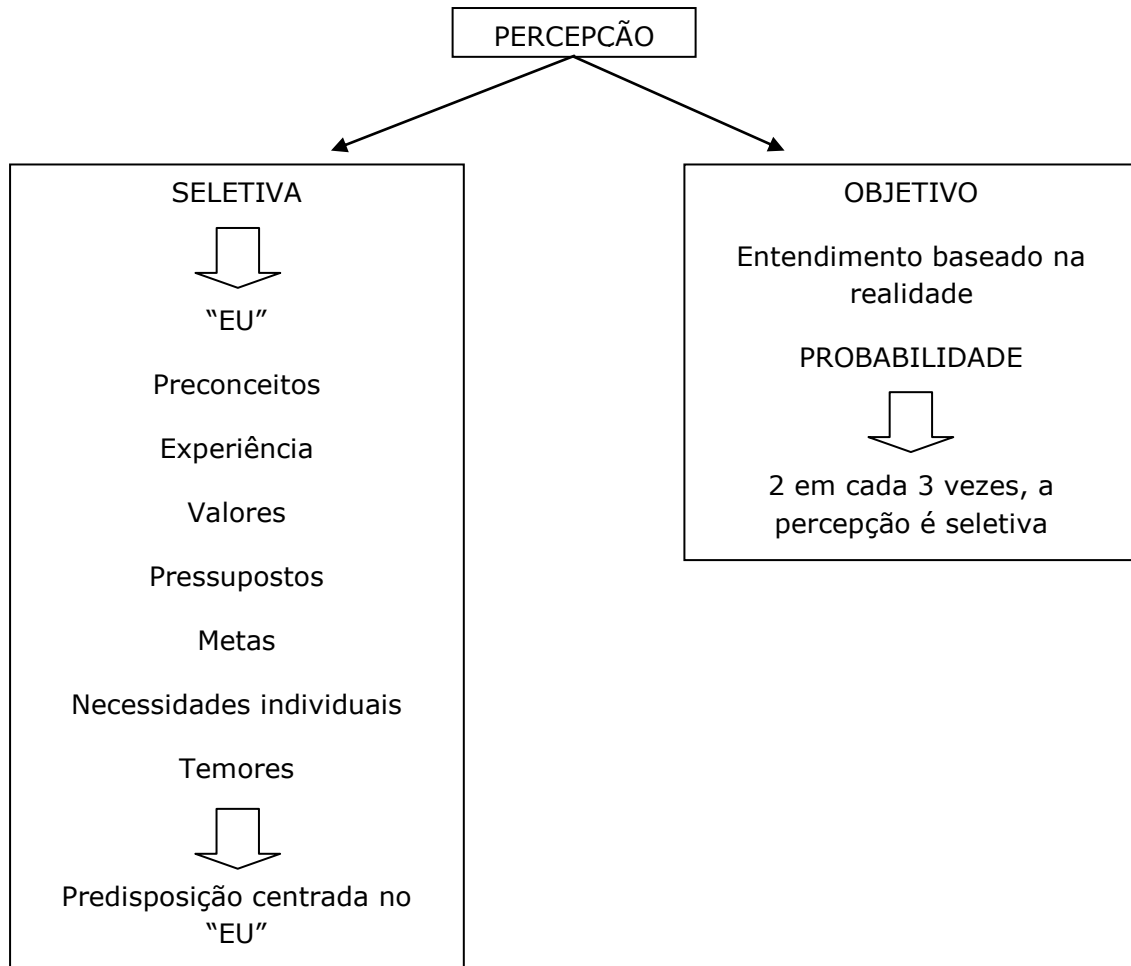 PERCEPÇÃO
SELETIVA
“EU”
Preconceitos
Experiência
Valores
Pressupostos
Metas
Necessidades individuais
Temores
Predisposição centrada no
“EU”
OBJETIVO
Entendimento baseado na
realidade
PROBABILIDADE
2 em cada 3 vezes, a
percepção é seletiva